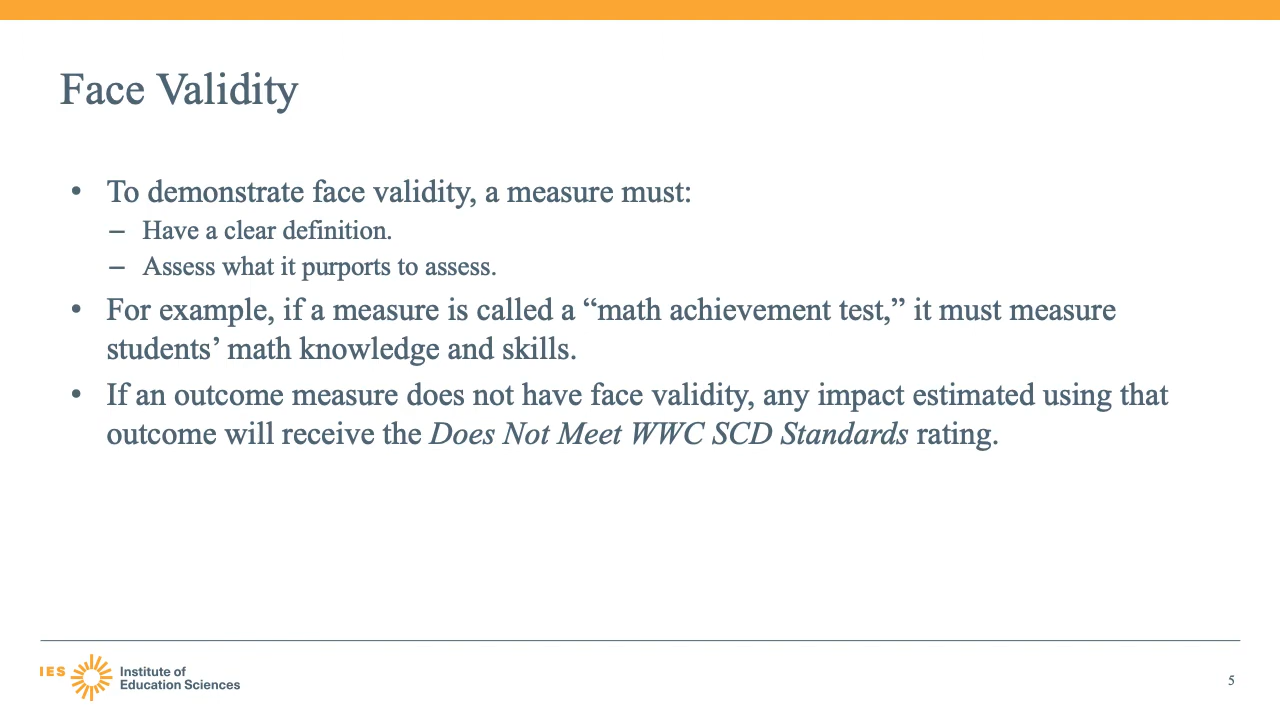 Face Validity
• To demonstrate face validity, a measure must:
– Have a clear definition.
– Assess what it purports to assess.
• For example, if a measure is called a “math achievement test,” it must measure
students’ math knowledge and skills.
• If an outcome measure does not have face validity, any impact estimated using that
outcome will receive the Does Not Meet WWC SCD Standards rating.
IES
Institute of
Education Sciences
5